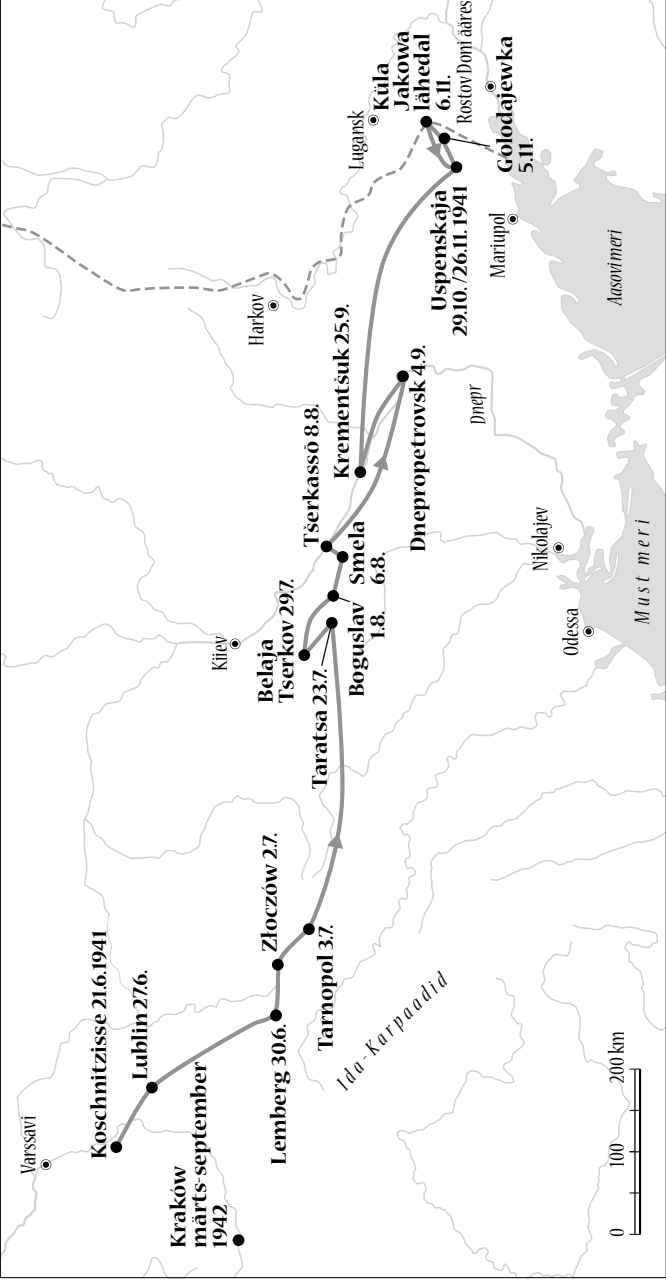 Varssavi
Koschnitzisse 21.6.1941
Lublin 27.6.
Kraków
märts-september
1942
Lemberg 30.6.
Złoczów 2.7.
Tarnopol 3.7.
Ida-Karpaadid
0 100 200 km
Kiiev
Belaja
Tserkov 29.7.
Taratsa 23.7.
Boguslav
1.8.
Smela
6.8.
Tšerkassõ 8.8.
Krementšuk 25.9.
Dnepropetrovsk 4.9.
Harkov
Dnepr
Nikolajev
Odessa
Must meri
Lugansk
Küla
Jakowa
lähedal
6.11.
Rostov Doni ääres
Golodajewka
5.11.
Uspenskaja
29.10./26.11.1941
Mariupol
Aasovi meri